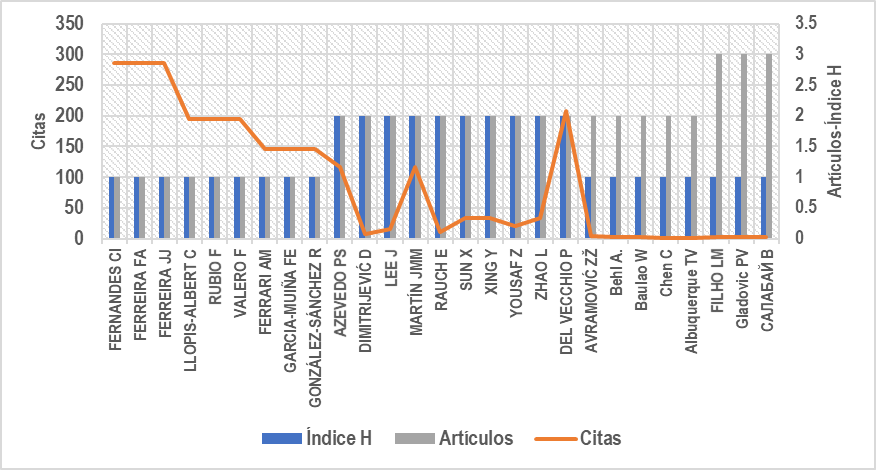 350
300
250
200
150
100
50
0
Citas
3.5
3
2.5
2
1.5
1
0.5
0
Artículos-Índice H
FERNANDES CI
FERREIRA FA
FERREIRA JJ
LLOPIS-ALBERT C
RUBIO F
VALERO F
FERRARI AM
GARCIA-MUIÑA FE
GONZÁLEZ-SÁNCHEZ R
AZEVEDO PS
DIMITRIJEVIĆ D
LEE J
MARTÍN JMM
RAUCH E
SUN X
XING Y
YOUSAF Z
ZHAO L
DEL VECCHIO P
AVRAMOVIĆ ZŽ
Behl A.
Baulao W
Chen C
Albuquerque TV
FILHO LM
Gladovic PV
САЛАБАЙ В
Índice H
Artículos
Citas